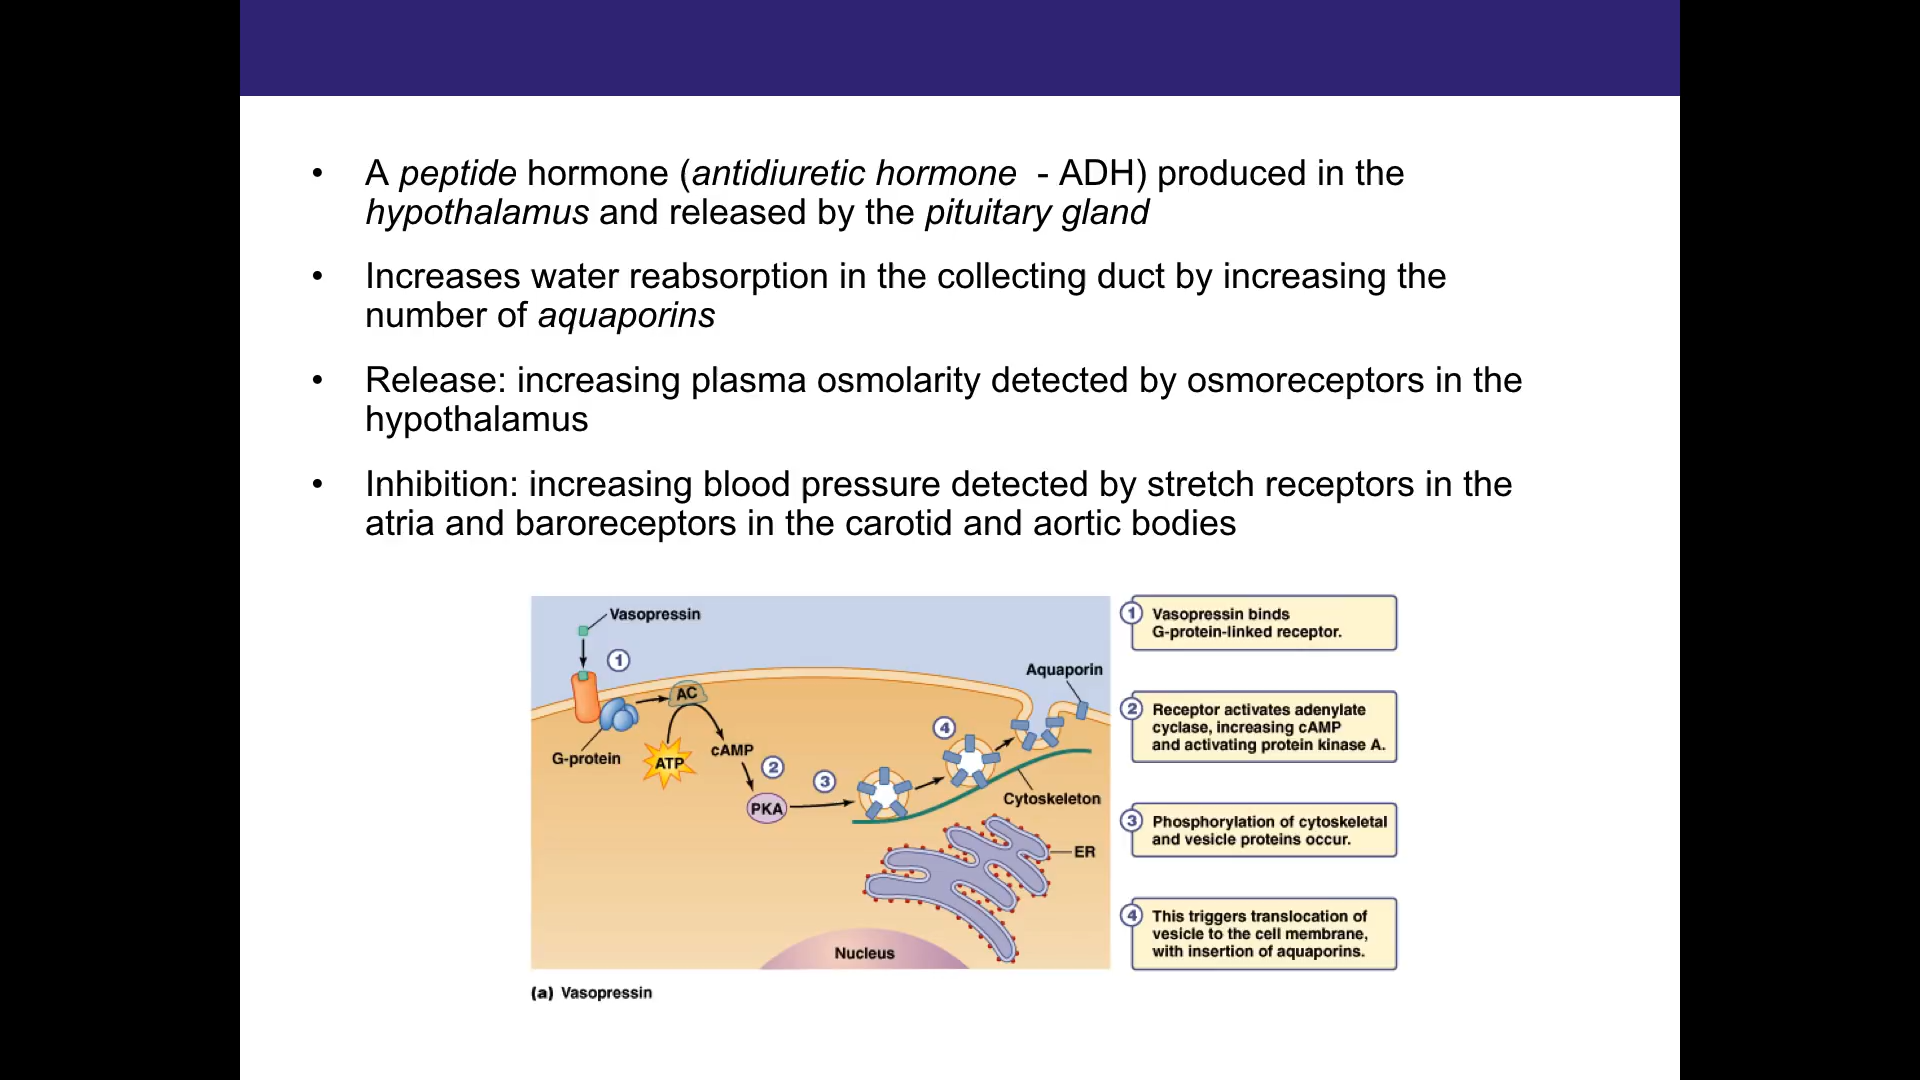 • A peptide hormone (antidiuretic hormone - ADH) produced in the
hypothalamus and released by the pituitary gland
• Increases water reabsorption in the collecting duct by increasing the
number of aquaporins
• Release: increasing plasma osmolarity detected by osmoreceptors in the
hypothalamus
• Inhibition: increasing blood pressure detected by stretch receptors in the
atria and baroreceptors in the carotid and aortic bodies
Vasopressin
1
AC
G-protein
ATP
cAMP
2
PKA
3
4
Aquaporin
Cytoskeleton
ER
Nucleus
1 Vasopressin binds
G-protein-linked receptor.
2 Receptor activates adenylate
cyclase, increasing cAMP
and activating protein kinase A.
3 Phosphorylation of cytoskeletal
and vesicle proteins occur.
4 This triggers translocation of
vesicle to the cell membrane,
with insertion of aquaporins.
(a) Vasopressin